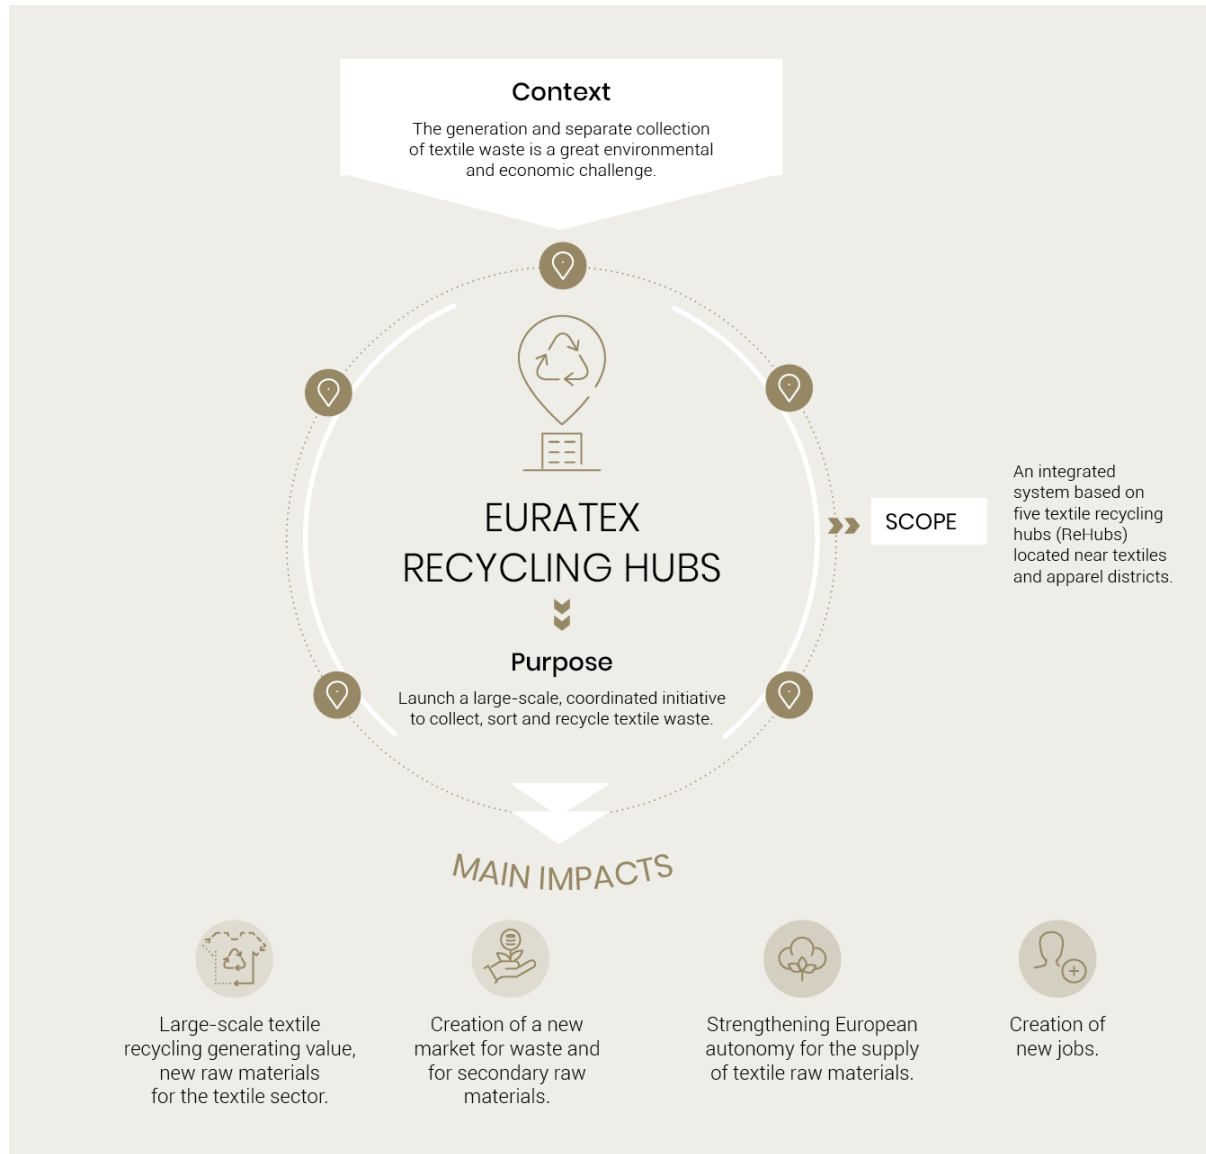 Context
The generation and separate collection
of textile waste is a great environmental
and economic challenge.
EURATEX
RECYCLING HUBS
Purpose
Launch a large-scale, coordinated initiative
to collect, sort and recycle textile waste.
SCOPE
An integrated
system based on
five textile recycling
hubs (ReHubs)
located near textiles
and apparel districts.
MAIN IMPACTS
Large-scale textile
recycling generating value,
new raw materials
for the textile sector.
Creation of a new
market for waste and
for secondary raw
materials.
Strengthening European
autonomy for the supply
of textile raw materials.
Creation of
new jobs.